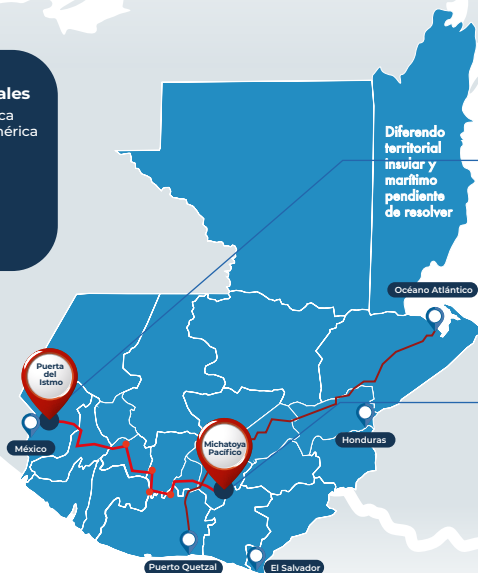 ales
ca
mérica
Diferendo
territorial
insular y
marítimo
pendiente
de resolver
Océano Atlántico
Puerta
del
Istmo
México
Michatoya
Pacífico
Honduras
Puerto Quetzal
El Salvador